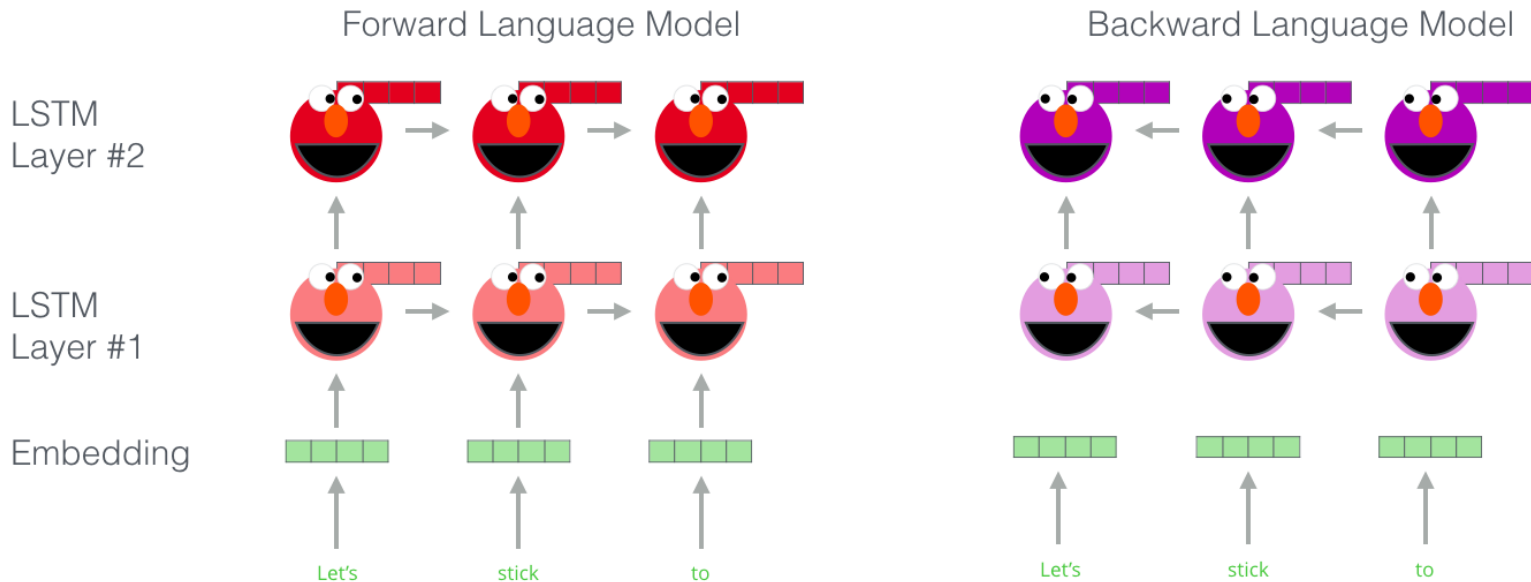 Forward Language Model
Backward Language Model
LSTM
Layer #2
LSTM
Layer #1
Embedding
Let's
stick
to
Let's
stick
to